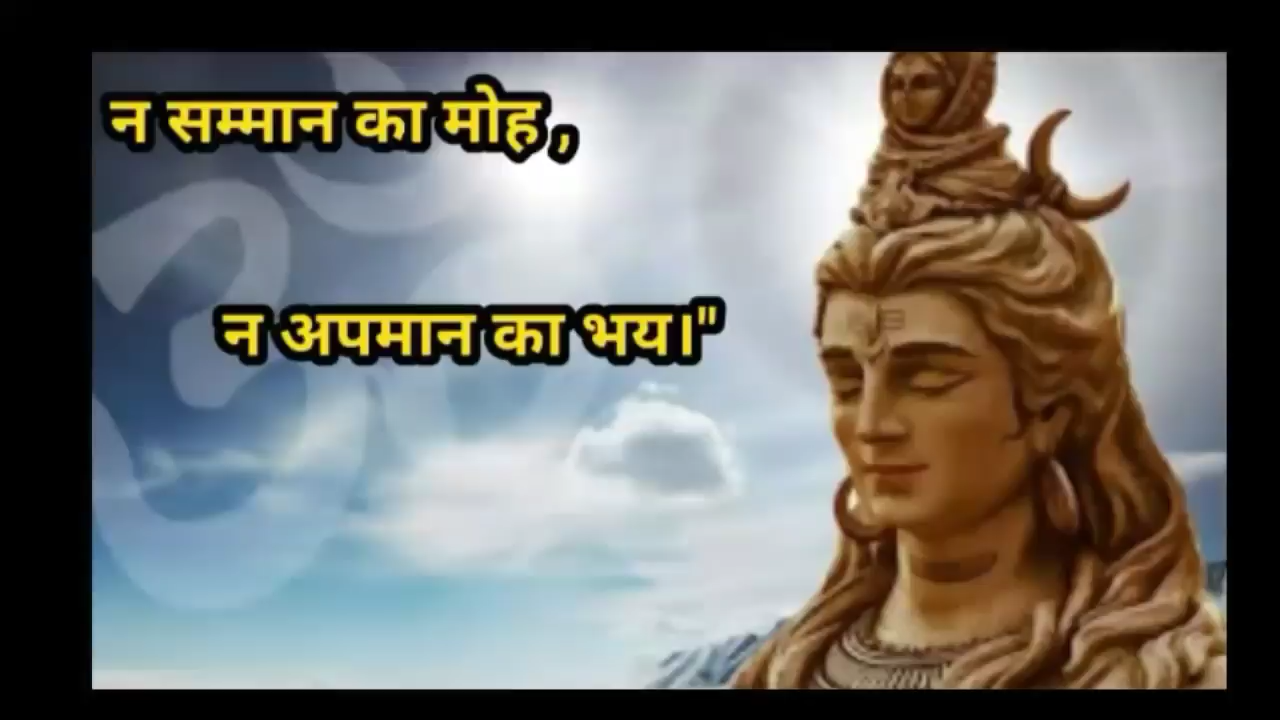 न सम्मान का मोह ,
न अपमान का भय।"